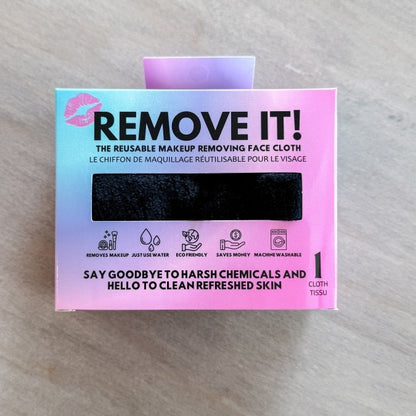 REMOVE IT!
THE REUSABLE MAKEUP REMOVING FACE CLOTH
LE CHIFFON DE MAQUILLAGE RÉUTILISABLE POUR LE VISAGE
REMOVES MAKEUP JUST USE WATER ECO FRIENDLY SAVES MONEY MACHINE WASHABLE
SAY GOODBYE TO HARSH CHEMICALS AND
HELLO TO CLEAN REFRESHED SKIN
1
CLOTH
TISSU